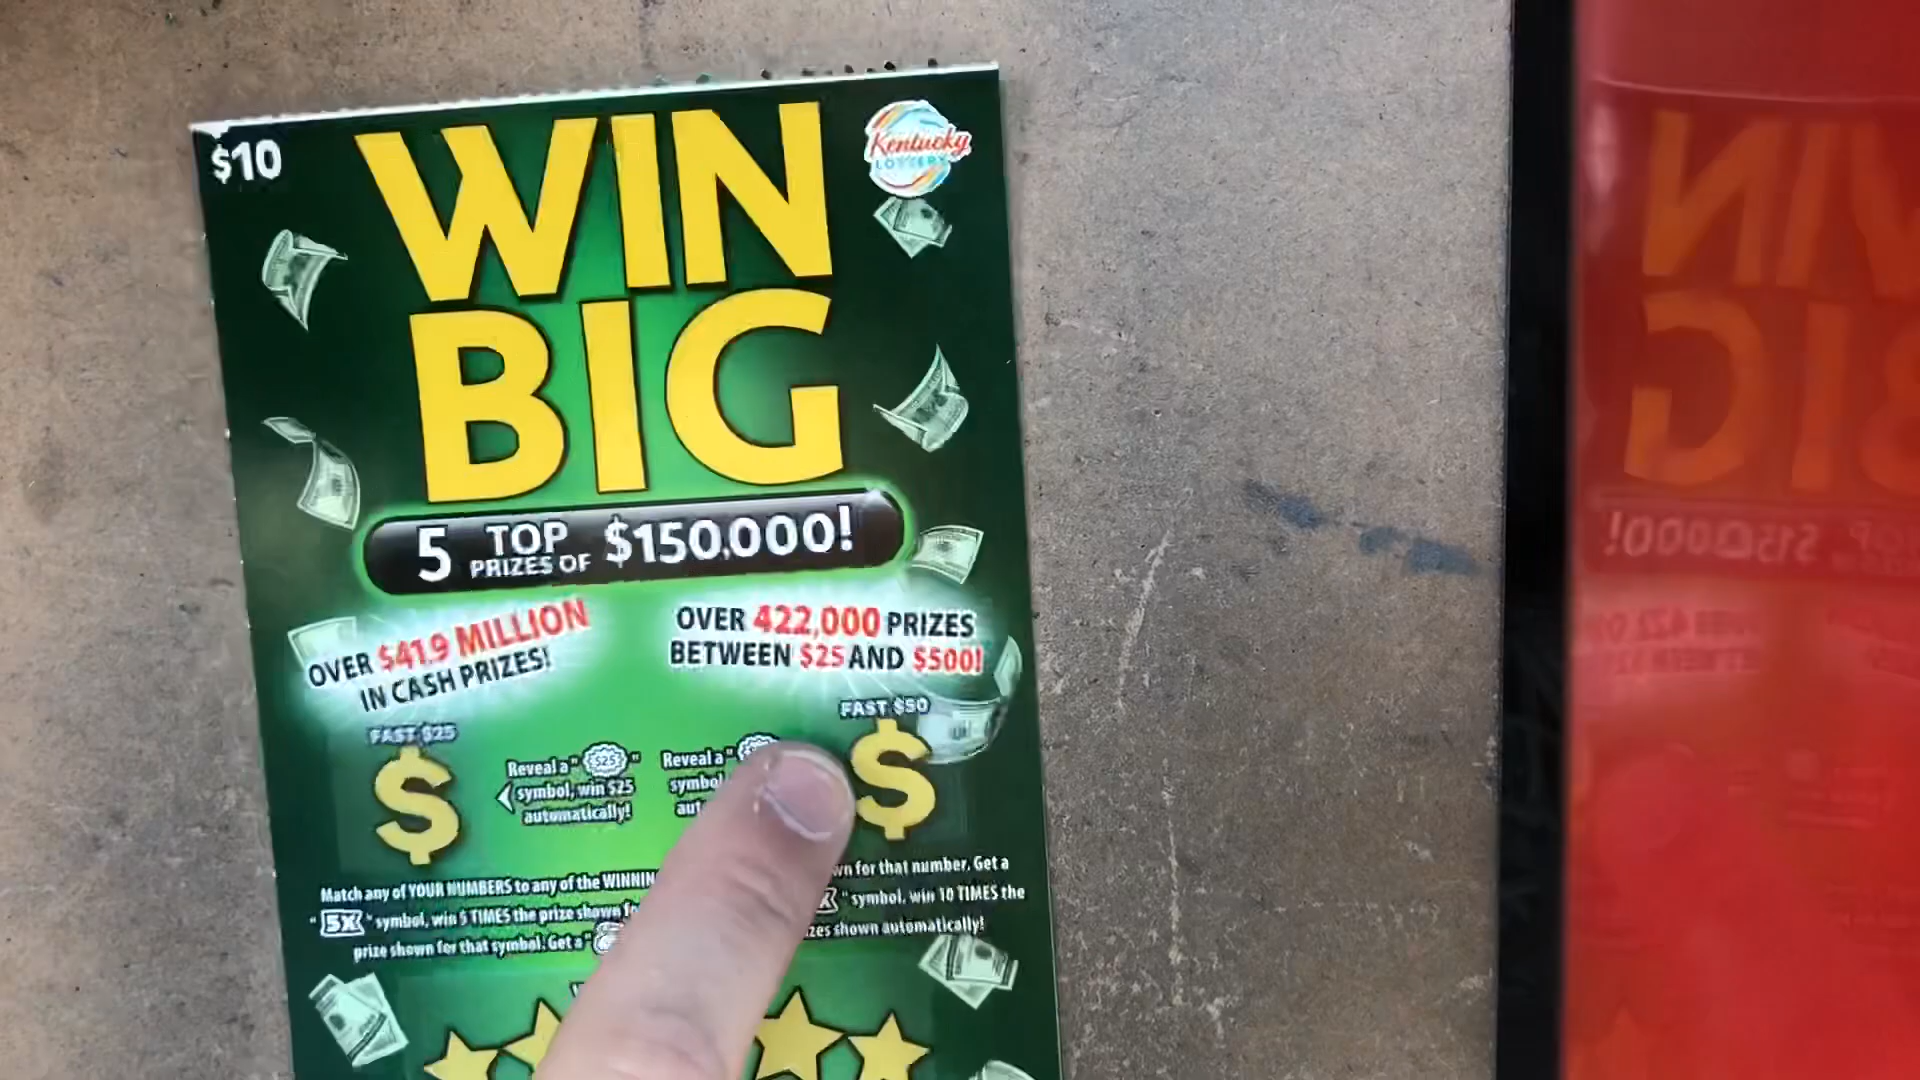 $10
WIN
BIG
Kentucky
LOTTERY
5 TOP PRIZES OF $150,000!
OVER $41.9 MILLION
IN CASH PRIZES!
OVER 422,000 PRIZES
BETWEEN $25 AND $500!
FAST $25
$
Reveal a " $25 "
symbol, win $25
automatically!
Reveal a "
FAST $50
$
Match any of YOUR NUMBERS to any of the
wn for that number. Get a
" 5X " symbol, win 5 TIMES the prize shown
" symbol, win 10 TIMES the
prize shown for that symbol. Get a "
shown automatically!
WIN
BIG